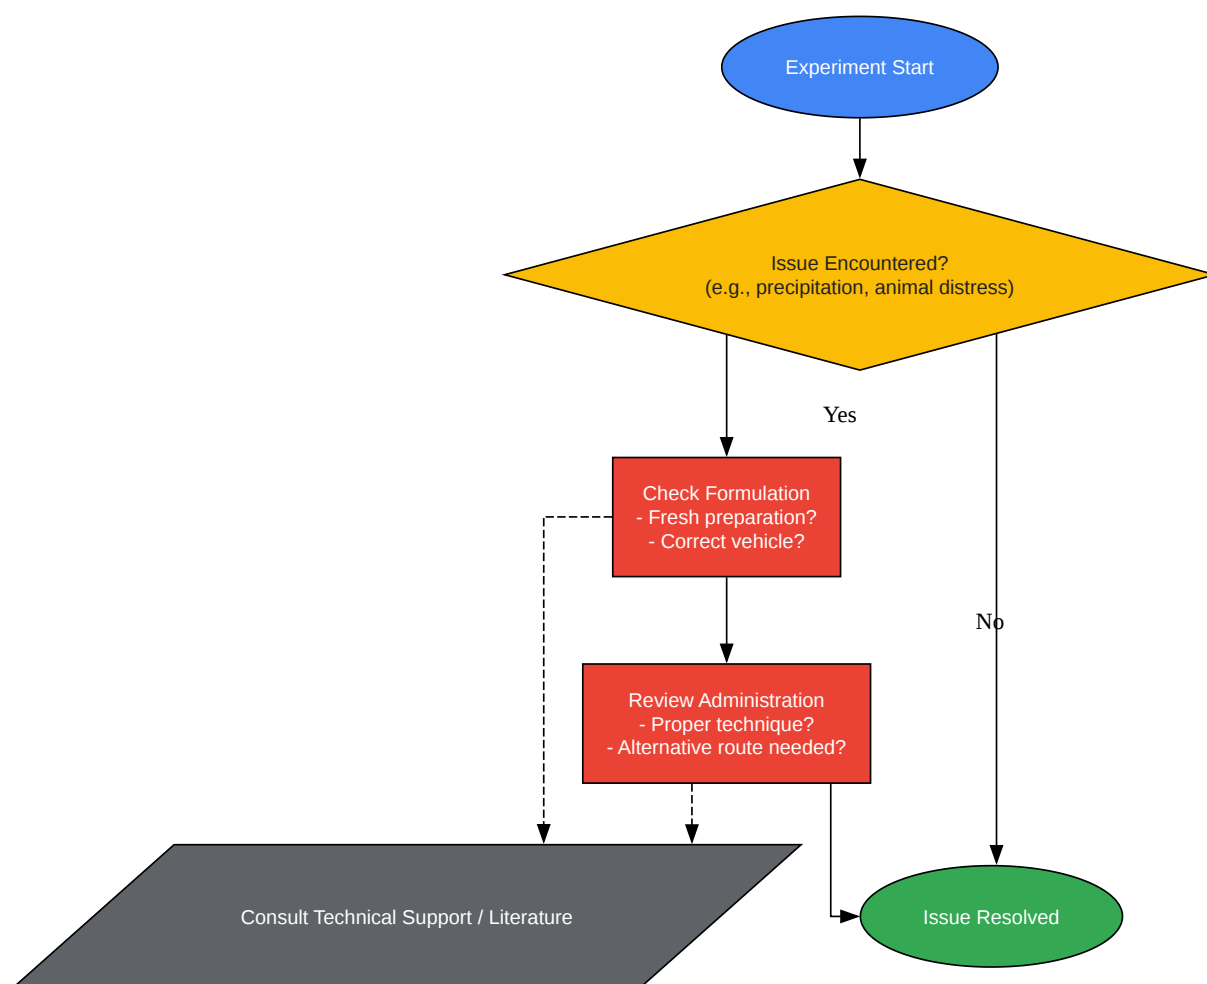 Experiment Start
Issue Encountered?
(e.g., precipitation, animal distress)
Yes
Check Formulation
- Fresh preparation?
- Correct vehicle?
No
Review Administration
- Proper technique?
- Alternative route needed?
Consult Technical Support / Literature
Issue Resolved